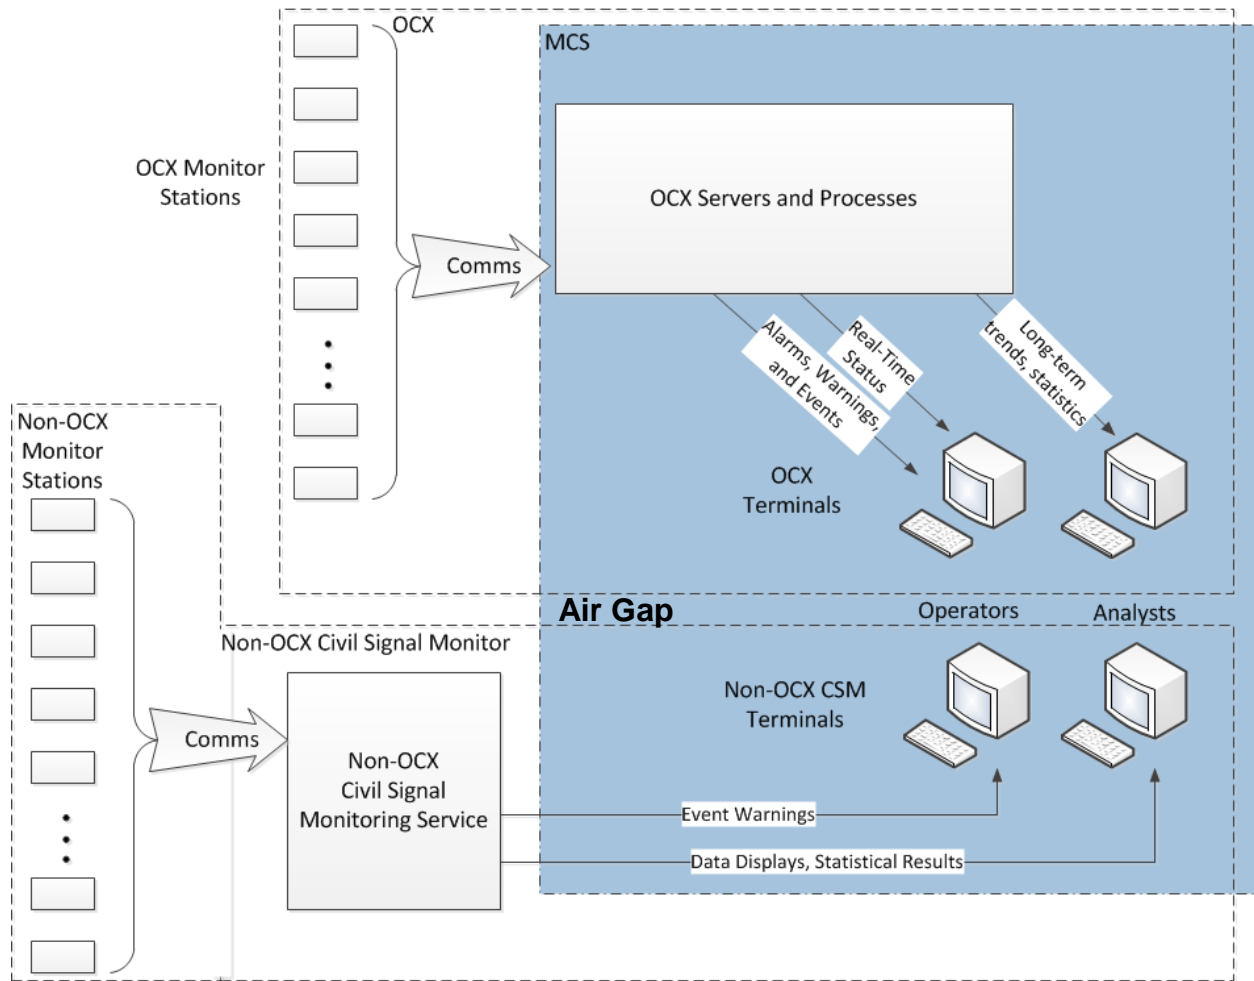 OCX
MCS
OCX Monitor
Stations
OCX Servers and Processes
Comms
Alarms, Warnings,
and Events
Real-Time
Status
Long-term
trends, statistics
Non-OCX
Monitor
Stations
OCX
Terminals
Air Gap
Operators
Analysts
Non-OCX Civil Signal Monitor
Non-OCX CSM
Terminals
Comms
Non-OCX
Civil Signal
Monitoring Service
Event Warnings
Data Displays, Statistical Results